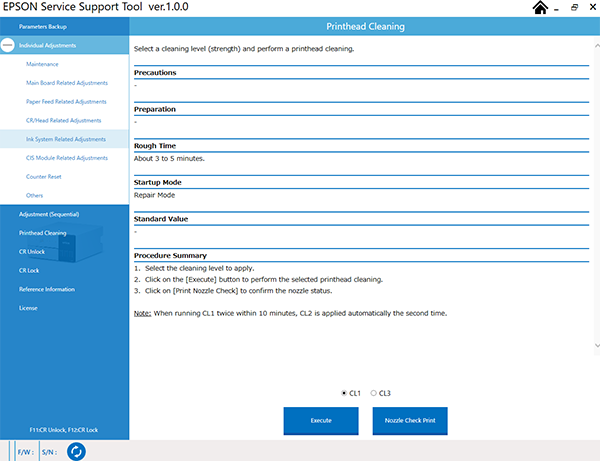 EPSON Service Support Tool ver.1.0.0
Parameters Backup
Individual Adjustments
Maintenance
Main Board Related Adjustments
Paper Feed Related Adjustments
CR/Head Related Adjustments
Ink System Related Adjustments
CIS Module Related Adjustments
Counter Reset
Others
Adjustment (Sequential)
Printhead Cleaning
CR Unlock
CR Lock
Reference Information
License
F11:CR Unlock, F12:CR Lock
Printhead Cleaning
Select a cleaning level (strength) and perform a printhead cleaning.
Precautions
-
Preparation
-
Rough Time
About 3 to 5 minutes.
Startup Mode
Repair Mode
Standard Value
-
Procedure Summary
1. Select the cleaning level to apply.
2. Click on the [Execute] button to perform the selected printhead cleaning.
3. Click on [Print Nozzle Check] to confirm the nozzle status.
Note: When running CL1 twice within 10 minutes, CL2 is applied automatically the second time.
CL1 CL3
Execute Nozzle Check Print
F/W : S/N :